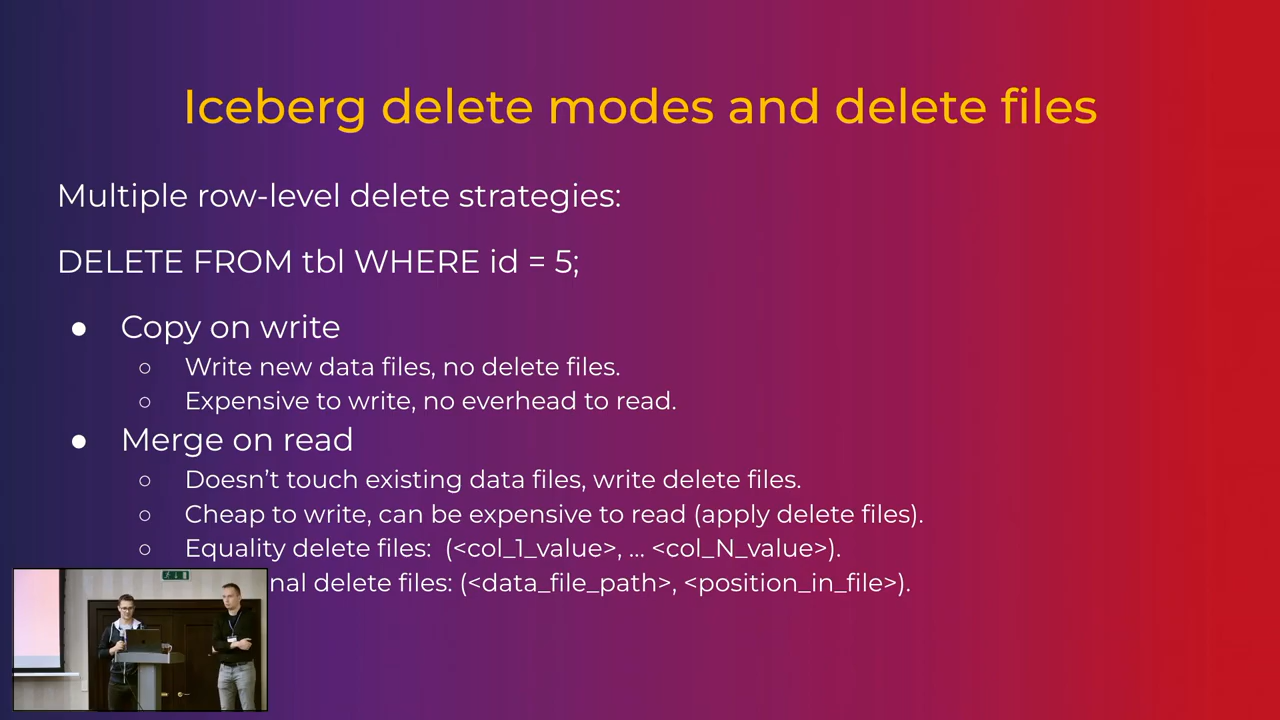 Iceberg delete modes and delete files
Multiple row-level delete strategies:
DELETE FROM tbl WHERE id = 5;
● Copy on write
○ Write new data files, no delete files.
○ Expensive to write, no everhead to read.
● Merge on read
○ Doesn't touch existing data files, write delete files.
○ Cheap to write, can be expensive to read (apply delete files).
○ Equality delete files: (<col_1_value>, ... <col_N_value>).
nal delete files: (<data_file_path>, <position_in_file>).